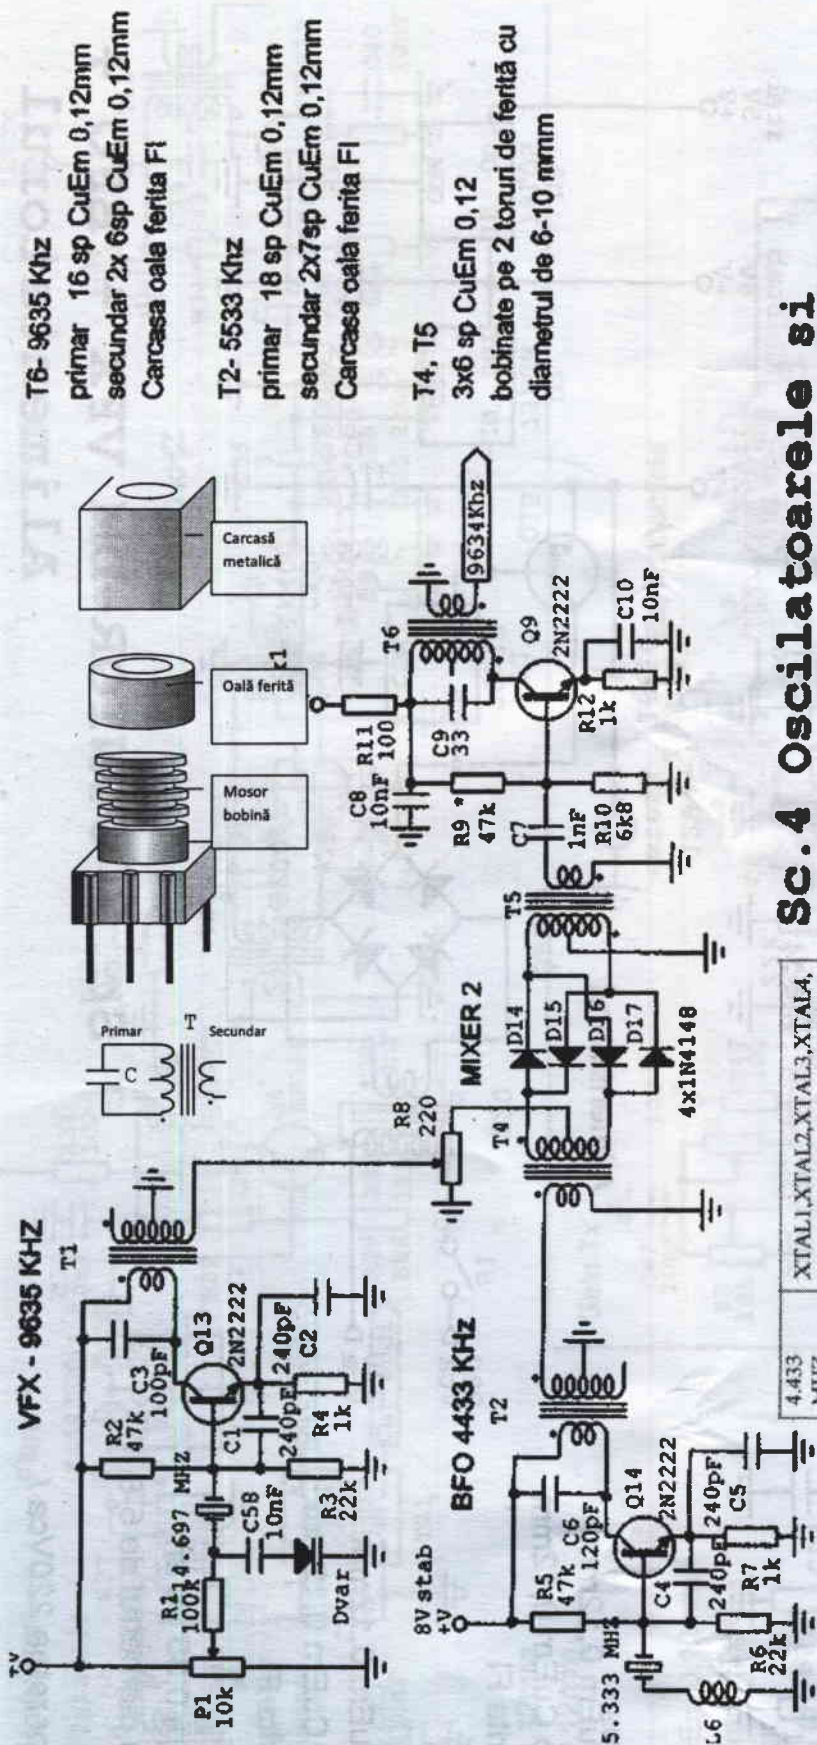 T6- 9635 Khz
primar 16 sp CuEm 0,12mm
secundar 2x 6sp CuEm 0,12mm
Carcasa oala ferita FI
T2- 5533 Khz
primar 18 sp CuEm 0,12mm
secundar 2x7sp CuEm 0,12mm
Carcasa oala ferita FI
T4, T5
3x6 sp CuEm 0,12
bobinate pe 2 toruri de ferită cu
diametrul de 6-10 mmm
Carcasă
metalică
Oală ferită
Mosor
bobină
Primar
Secundar
C
T
VFX - 9635 KHZ
T1
+V
R2
47k
C3
100pF
Q13
2N2222
P1
10k
R1
100k
14.697 MHZ
C58
10nF
Dvar
C1
240pF
R3
22k
R4
1k
240pF
C2
R8
220
MIXER 2
T4
D14
D15
D16
D17
4x1N4148
T5
C7
1nF
R9 *
47k
R10
6k8
C8
10nF
R11
100
C9
33
T6
9634Khz
Q9
2N2222
R12
1k
C10
10nF
BFO 4433 KHz
T2
8V stab
+V
R5
47k
C6
120pF
Q14
2N2222
5.333 MHZ
L6
C4
240pF
R6
22k
R7
1k
240pF
C5
4.433
MHZ
XTAL1,XTAL2,XTAL3,XTAL4,
Sc.4 Oscilatoarele si